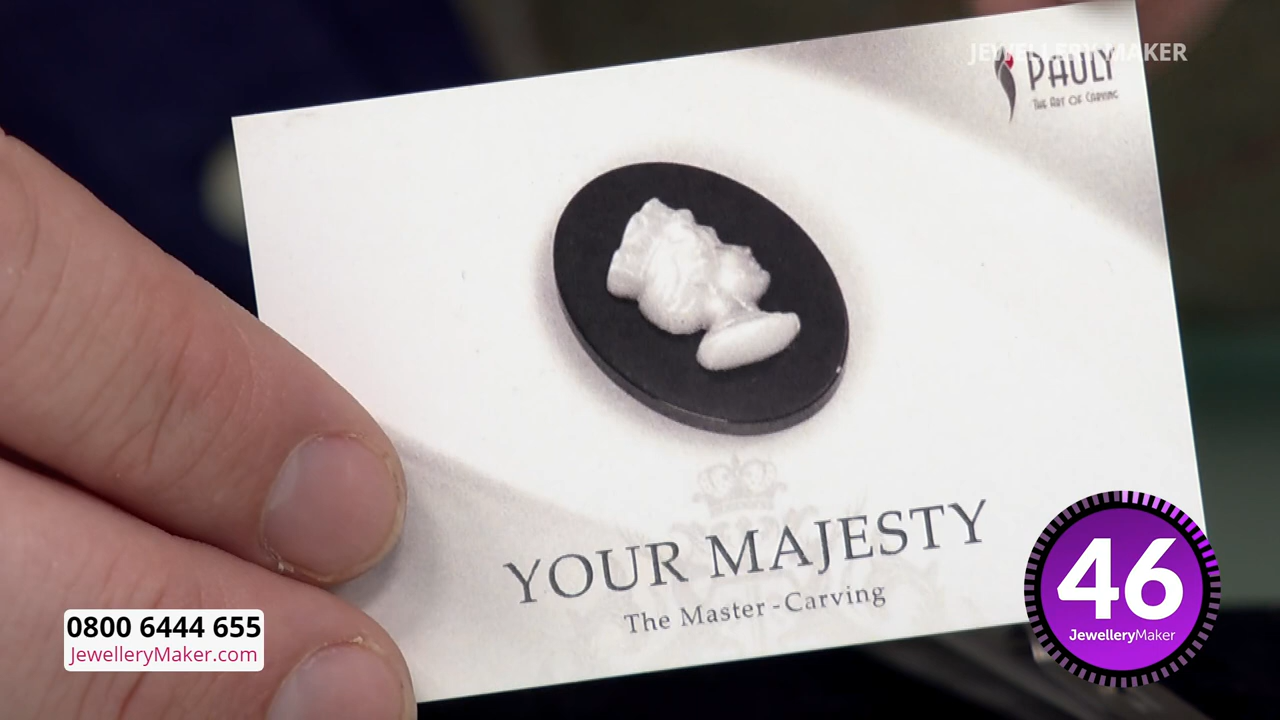 JEWELLERY MAKER
PAULY
THE ART OF CARVING
YOUR MAJESTY
The Master-Carving
46
JewelleryMaker
0800 6444 655
JewelleryMaker.com